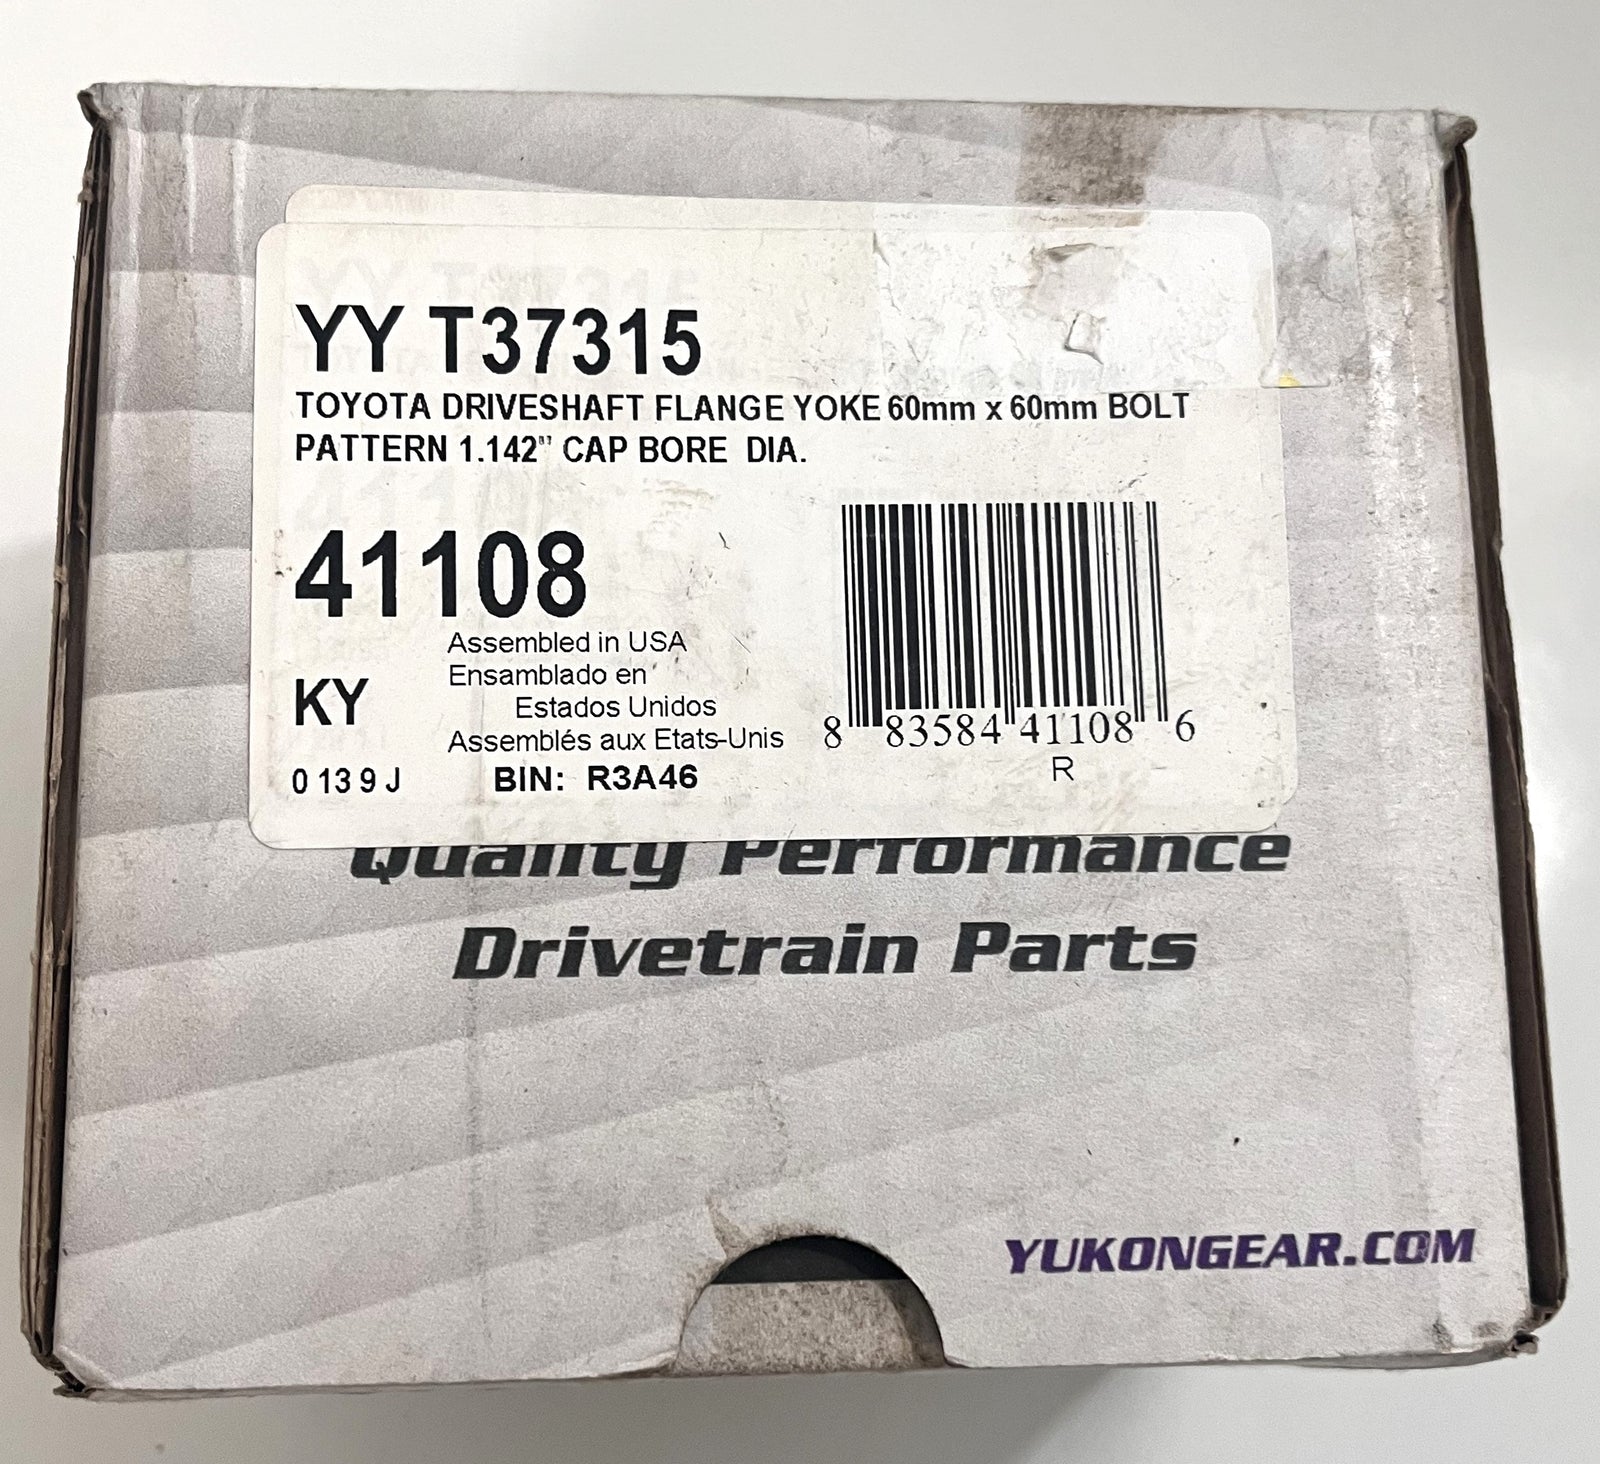 YY T37315
TOYOTA DRIVESHAFT FLANGE YOKE 60mm x 60mm BOLT
PATTERN 1.142" CAP BORE DIA.
41108
Assembled in USA
Ensamblado en
Estados Unidos
Assemblés aux Etats-Unis
KY
0 13 9 J
BIN: R3A46
8 83584 41108 6
R
Quality Performance
Drivetrain Parts
YUKONGEAR.COM